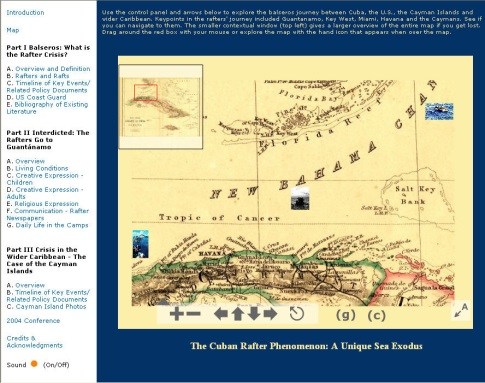 Introduction
Map
Part I Balseros: What is
the Rafter Crisis?
A. Overview and Definition
B. Rafters and Rafts
C. Timeline of Key Events/
Related Policy Documents
D. US Coast Guard
E. Bibliography of Existing
Literature
Part II Interdicted: The
Rafters Go to
Guantánamo
A. Overview
B. Living Conditions
C. Creative Expression -
Children
D. Creative Expression -
Adults
E. Religious Expression
F. Communication - Rafter
Newspapers
G. Daily Life in the Camps
Part III Crisis in the
Wider Caribbean - The
Case of the Cayman
Islands
A. Overview
B. Timeline of Key Events/
Related Policy Documents
C. Cayman Island Photos
2004 Conference
Credits &
Acknowledgments
Sound (On/Off)
Use the control panel and arrows below to explore the balseros journey between Cuba, the U.S., the Cayman Islands and
wider Caribbean. Keypoints in the rafters' journey included Guantanamo, Key West, Miami, Havana and the Caymans. See if
you can navigate to them. The smaller contextual window (top left) gives a larger overview of the entire map if you get lost.
Drag around the red box with your mouse or explore the map with the hand icon that appears when over the map.
Florida Bay
Florida Reef
NEW BAHAMA OCEAN
Salt Key
Bank
Tropic of Cancer
HAVANA
(g) (c)
A
The Cuban Rafter Phenomenon: A Unique Sea Exodus